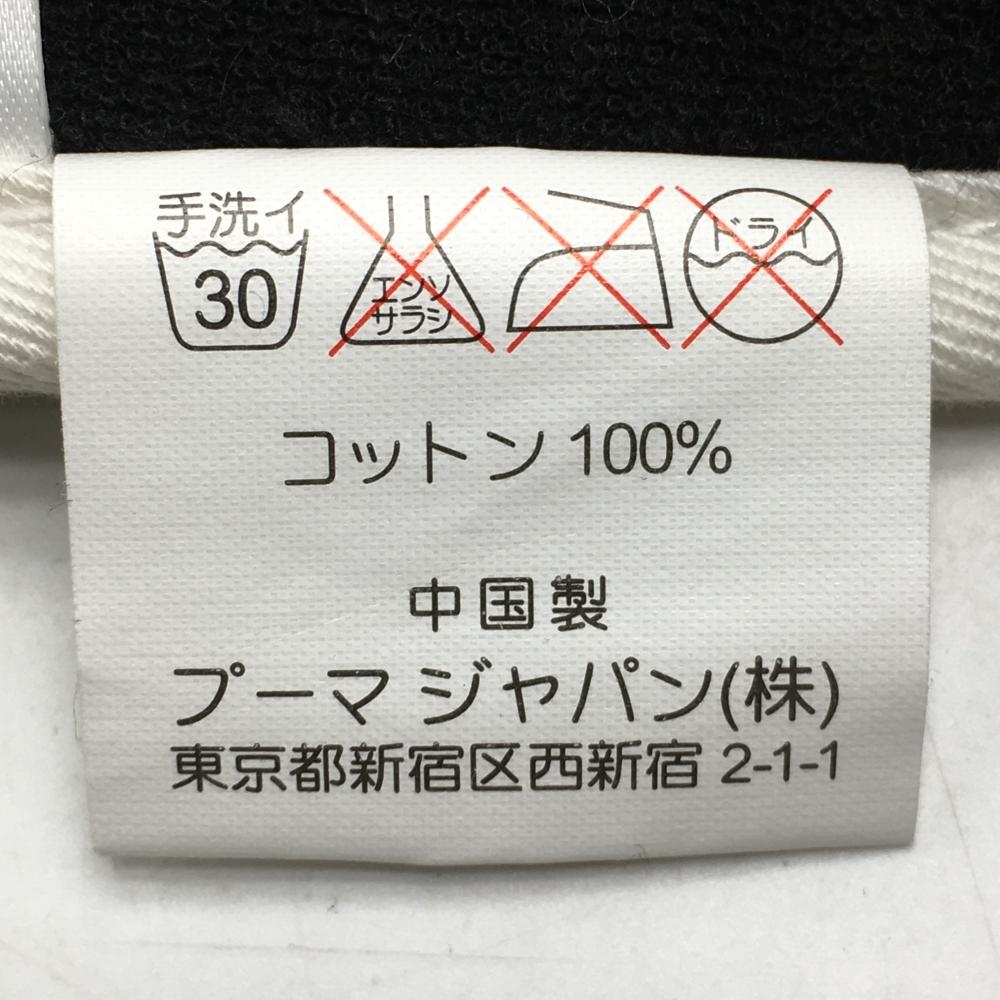 手洗イ
30
エンソ
サラシ
ドライ
コットン 100%
中国製
プーマ ジャパン(株)
東京都新宿区西新宿 2-1-1